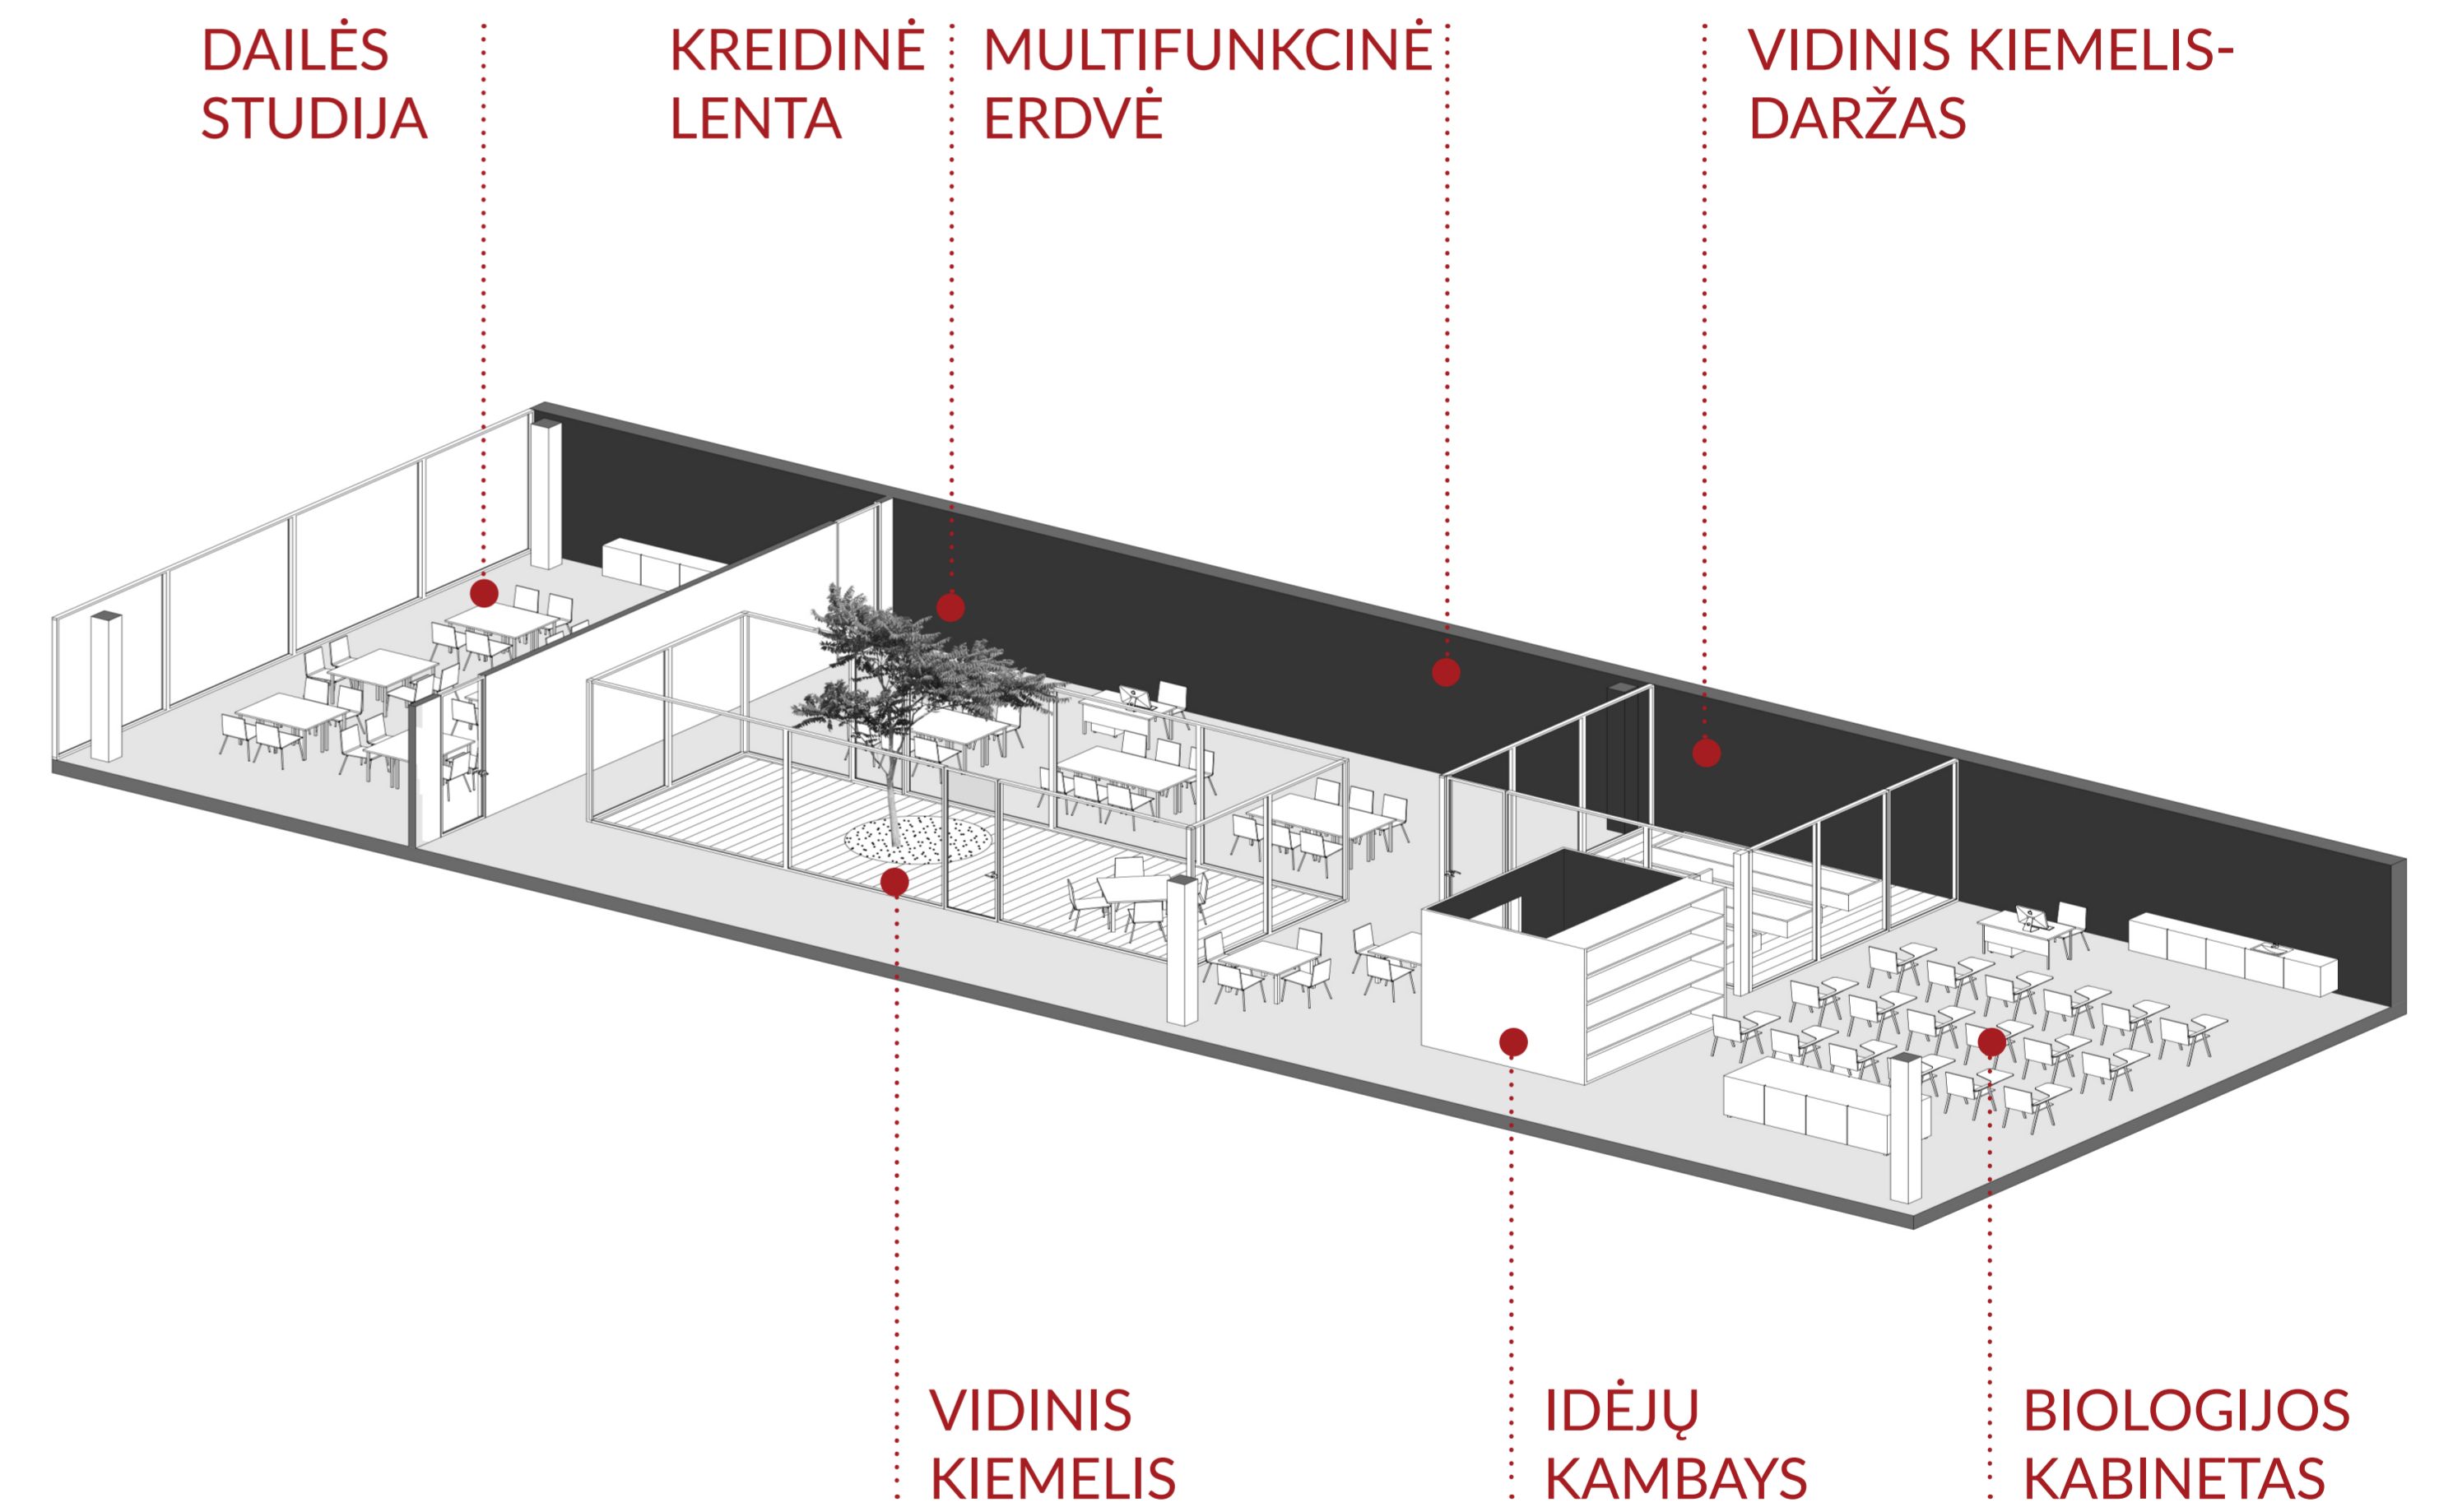 DAILĖS
STUDIJA
KREIDINĖ
LENTA
MULTIFUNKCINĖ
ERDVĖ
VIDINIS KIEMELIS-
DARŽAS
VIDINIS
KIEMELIS
IDĖJŲ
KAMBAYS
BIOLOGIJOS
KABINETAS